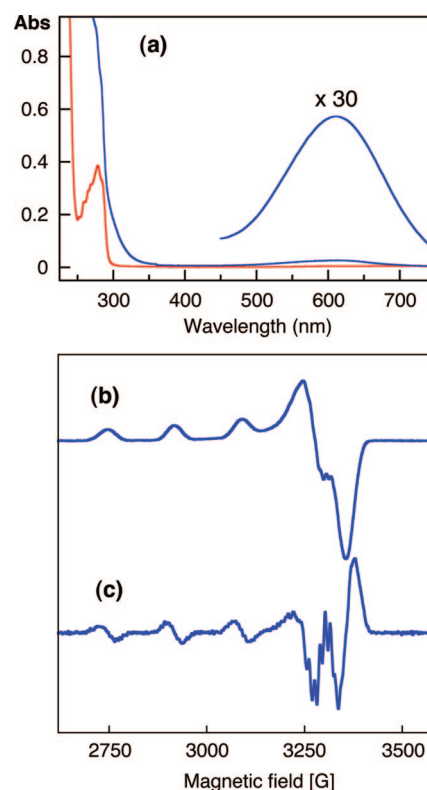 Abs
(a)
x 30
0.8
0.6
0.4
0.2
0
300 400 500 600 700
Wavelength (nm)
(b)
(c)
2750 3000 3250 3500
Magnetic field [G]